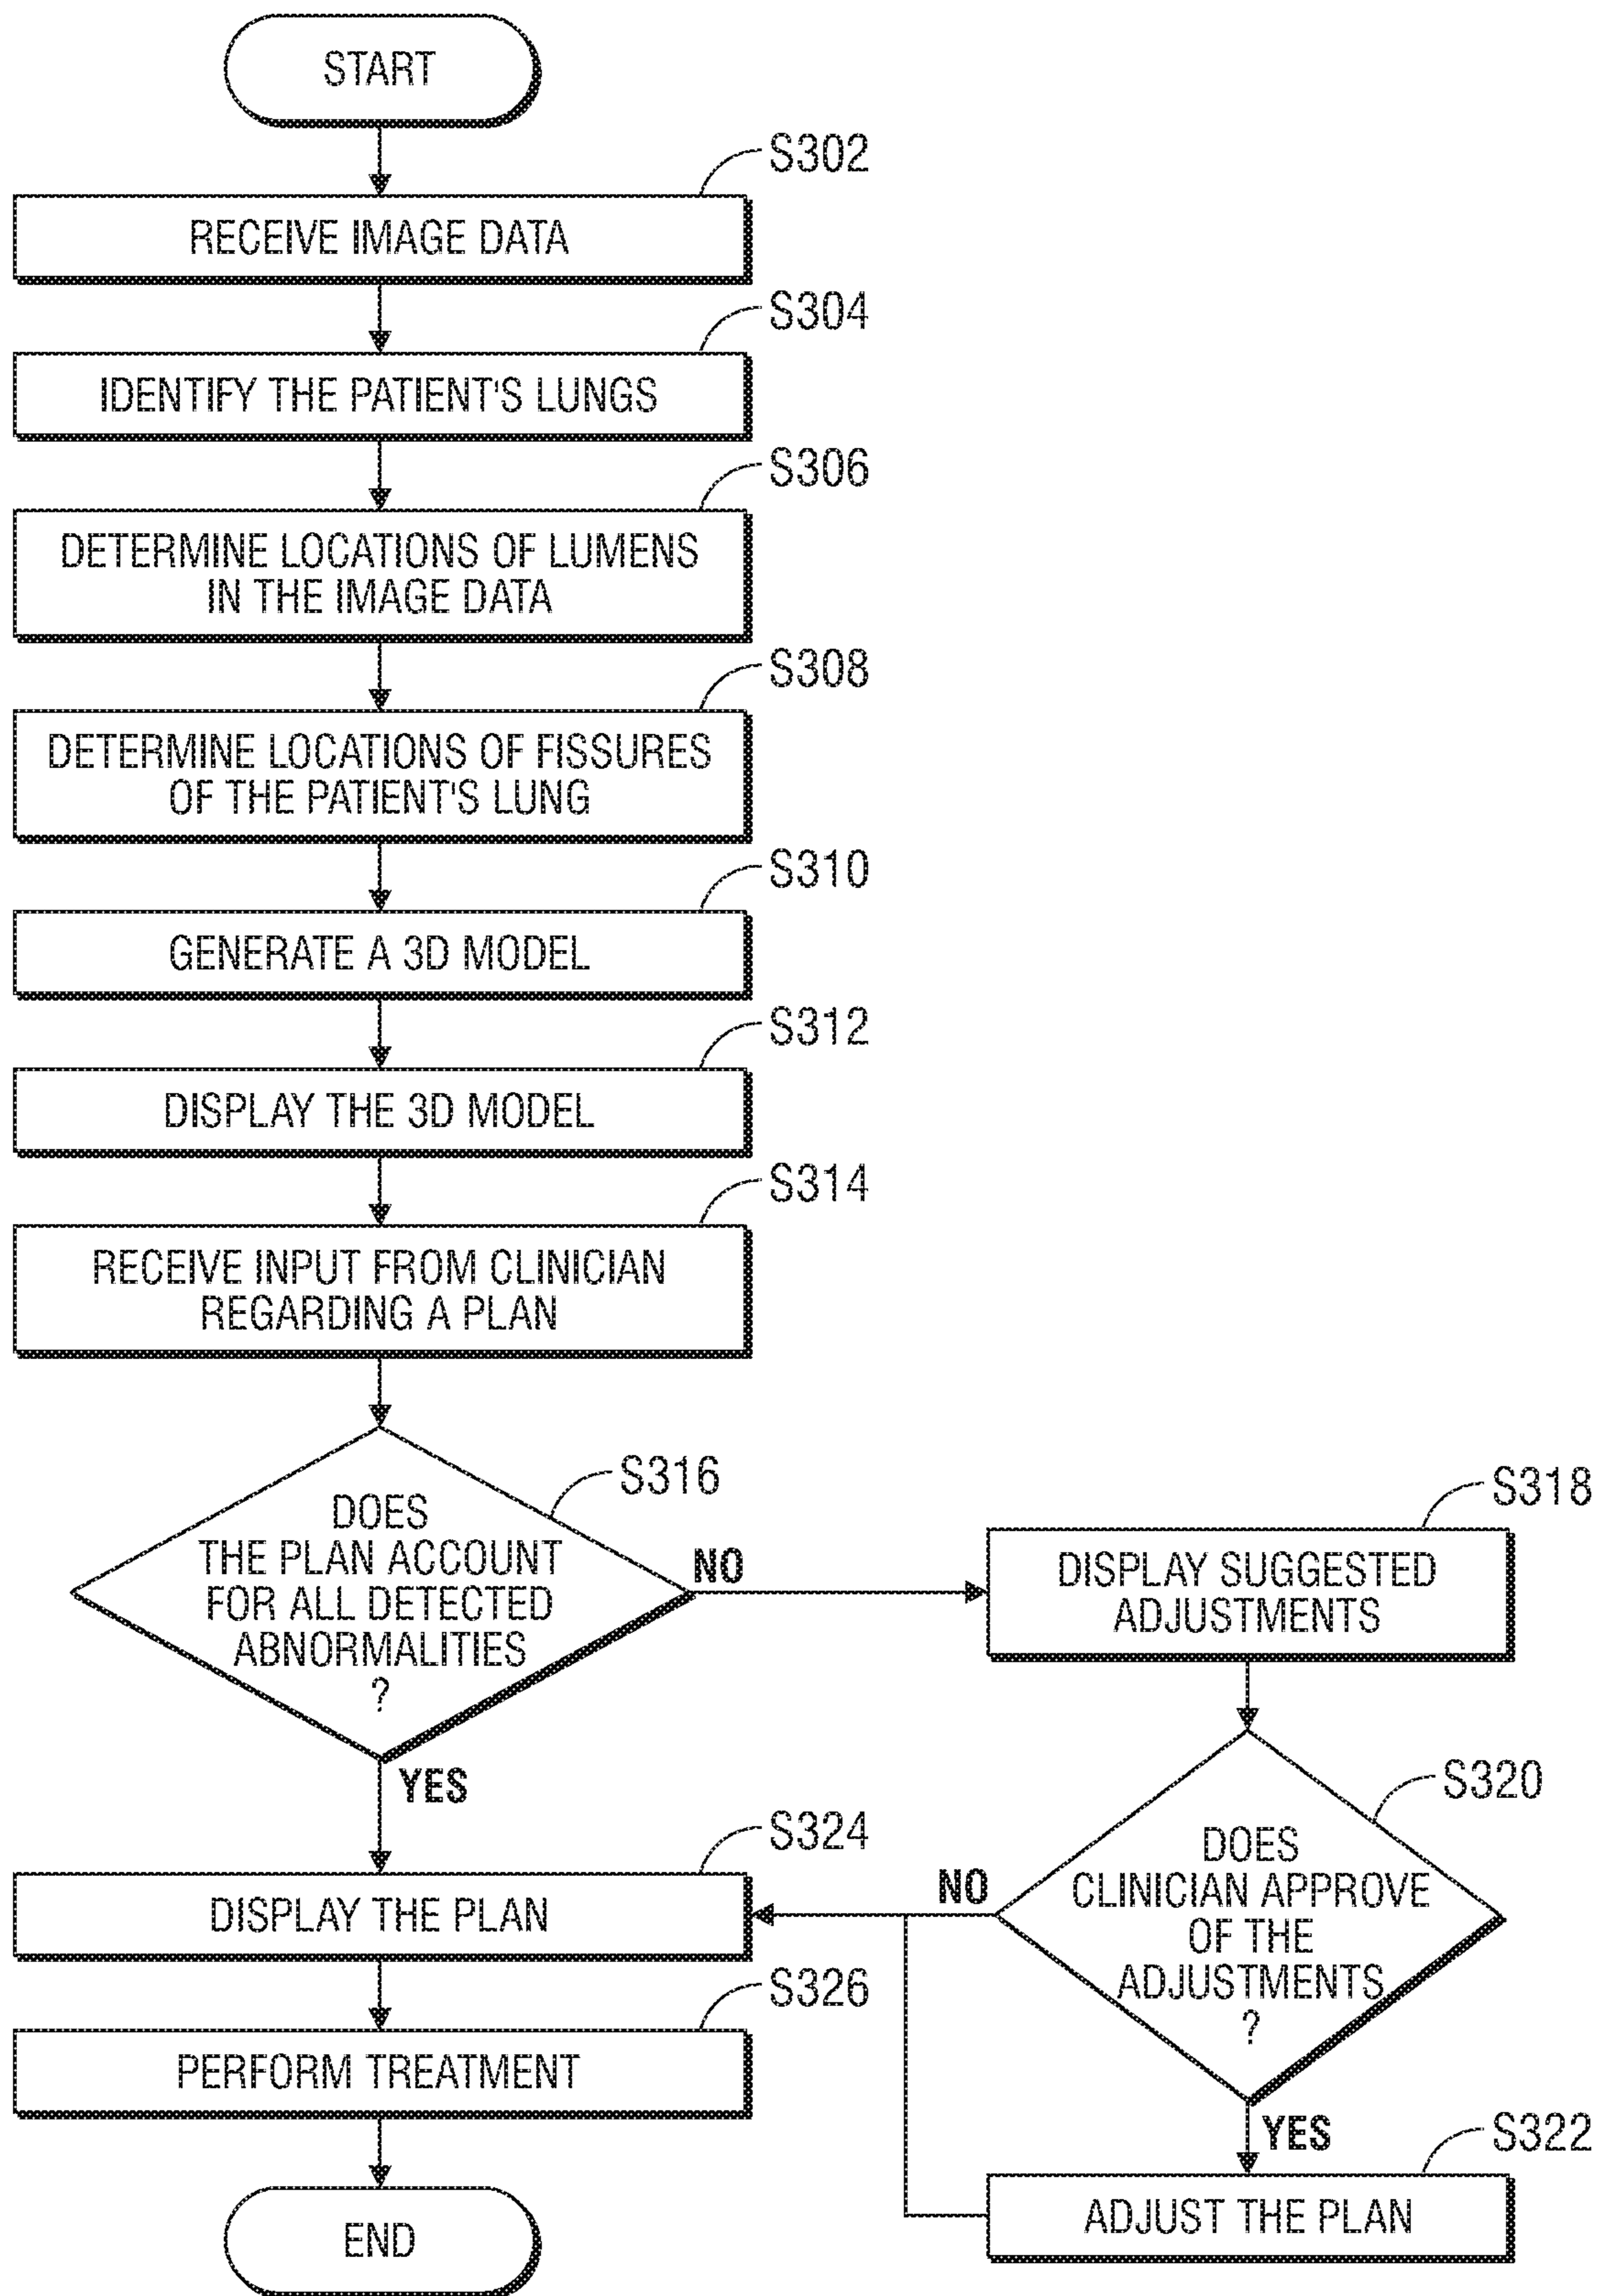 START
S302
RECEIVE IMAGE DATA
S304
IDENTIFY THE PATIENT'S LUNGS
S306
DETERMINE LOCATIONS OF LUMENS
IN THE IMAGE DATA
S308
DETERMINE LOCATIONS OF FISSURES
OF THE PATIENT'S LUNG
S310
GENERATE A 3D MODEL
S312
DISPLAY THE 3D MODEL
S314
RECEIVE INPUT FROM CLINICIAN
REGARDING A PLAN
S316
DOES
THE PLAN ACCOUNT
FOR ALL DETECTED
ABNORMALITIES
?
NO
YES
S318
DISPLAY SUGGESTED
ADJUSTMENTS
S320
DOES
CLINICIAN APPROVE
OF THE
ADJUSTMENTS
?
NO
YES
S322
ADJUST THE PLAN
S324
DISPLAY THE PLAN
S326
PERFORM TREATMENT
END